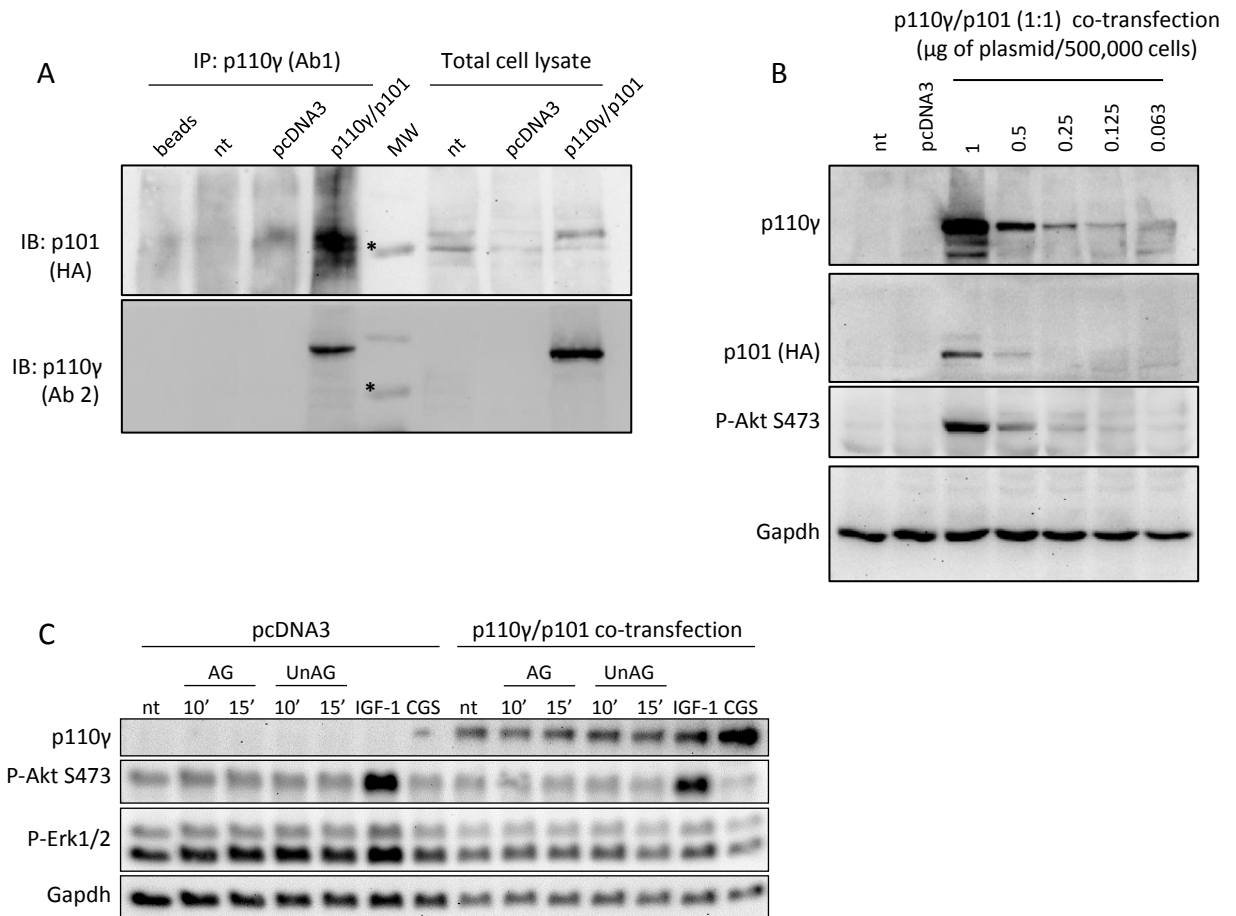 A
IP: p110γ (Ab1)
Total cell lysate
beads
nt
pcDNA3
p110γ/p101
MW
nt
pcDNA3
p110γ/p101
IB: p101
(HA)
*
IB: p110γ
(Ab 2)
*
B
p110γ/p101 (1:1) co-transfection
(μg of plasmid/500,000 cells)
nt
pcDNA3
1
0.5
0.25
0.125
0.063
p110γ
p101 (HA)
P-Akt S473
Gapdh
C
pcDNA3
p110γ/p101 co-transfection
AG UnAG AG UnAG
nt 10’ 15’ 10’ 15’ IGF-1 CGS nt 10’ 15’ 10’ 15’ IGF-1 CGS
p110γ
P-Akt S473
P-Erk1/2
Gapdh